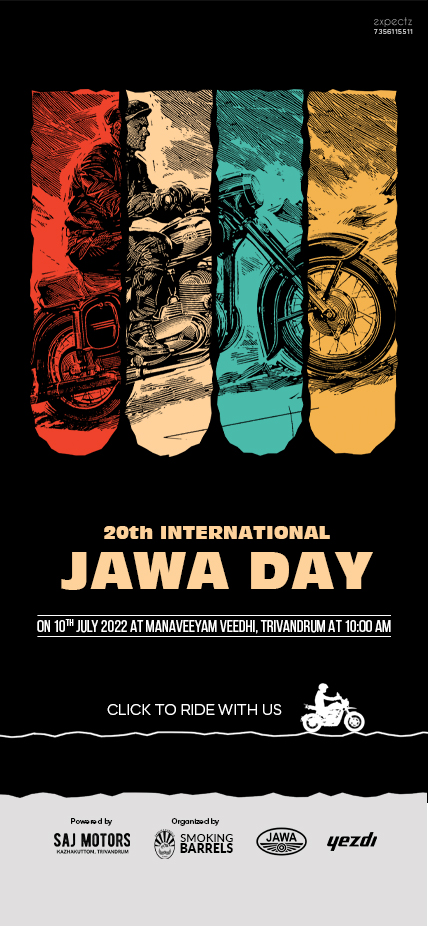 expectz
7356115511
20th INTERNATIONAL
JAWA DAY
ON 10TH JULY 2022 AT MANAVEEYAM VEEDHI, TRIVANDRUM AT 10:00 AM
CLICK TO RIDE WITH US
Powered by
SAJ MOTORS
KAZHAKUTTOM, TRIVANDRUM
Organized by
SMOKING
BARRELS
JAWA
yezdi